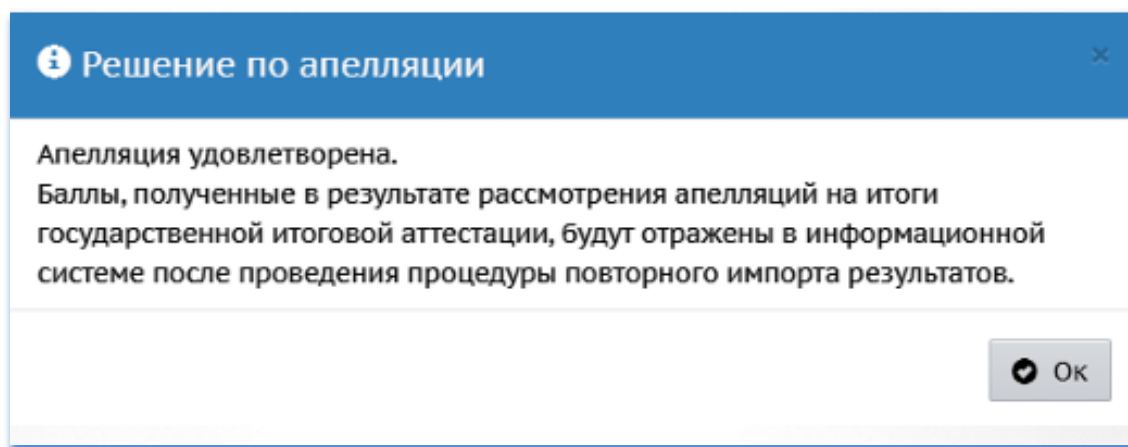 Решение по апелляции
Апелляция удовлетворена.
Баллы, полученные в результате рассмотрения апелляций на итоги
государственной итоговой аттестации, будут отражены в информационной
системе после проведения процедуры повторного импорта результатов.
Ок